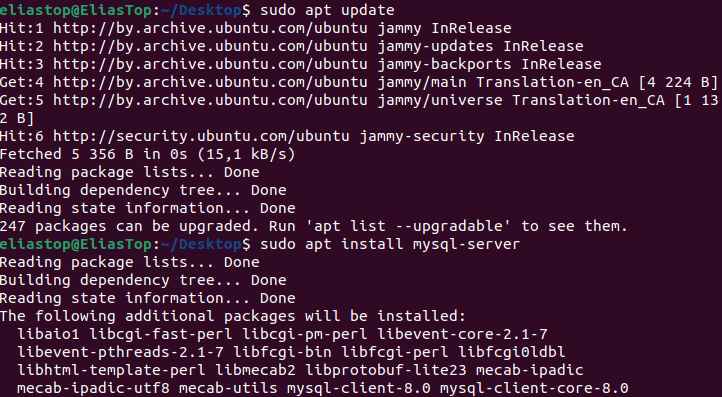 eliastop@EliasTop:~/Desktop$ sudo apt update
Hit:1 http://by.archive.ubuntu.com/ubuntu jammy InRelease
Hit:2 http://by.archive.ubuntu.com/ubuntu jammy-updates InRelease
Hit:3 http://by.archive.ubuntu.com/ubuntu jammy-backports InRelease
Get:4 http://by.archive.ubuntu.com/ubuntu jammy/main Translation-en_CA [4 224 B]
Get:5 http://by.archive.ubuntu.com/ubuntu jammy/universe Translation-en_CA [1 13
2 B]
Hit:6 http://security.ubuntu.com/ubuntu jammy-security InRelease
Fetched 5 356 B in 0s (15,1 kB/s)
Reading package lists... Done
Building dependency tree... Done
Reading state information... Done
247 packages can be upgraded. Run 'apt list --upgradable' to see them.
eliastop@EliasTop:~/Desktop$ sudo apt install mysql-server
Reading package lists... Done
Building dependency tree... Done
Reading state information... Done
The following additional packages will be installed:
  libaio1 libcgi-fast-perl libcgi-pm-perl libevent-core-2.1-7
  libevent-pthreads-2.1-7 libfcgi-bin libfcgi-perl libfcgi0ldbl
  libhtml-template-perl libmecab2 libprotobuf-lite23 mecab-ipadic
  mecab-ipadic-utf8 mecab-utils mysql-client-8.0 mysql-client-core-8.0